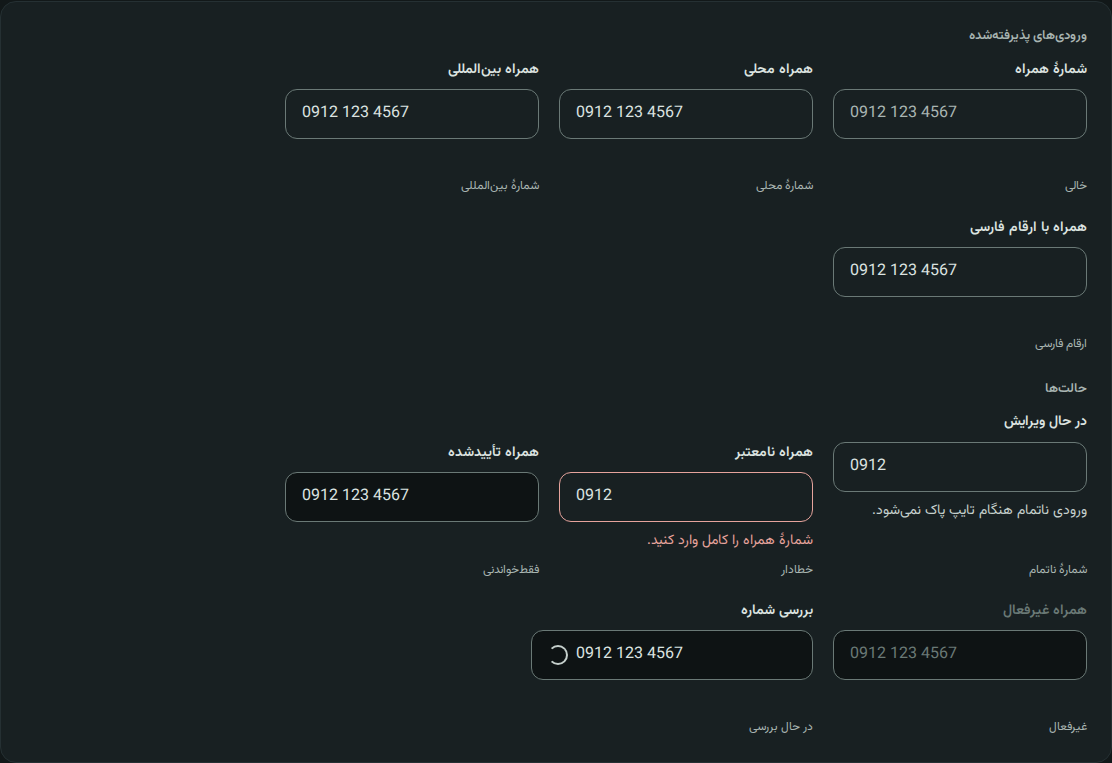 ورودی‌های پذیرفته‌شده
شمارهٔ همراه
همراه محلی
همراه بین‌المللی
0912 123 4567
0912 123 4567
0912 123 4567
خالی
شمارهٔ محلی
شمارهٔ بین‌المللی
همراه با ارقام فارسی
0912 123 4567
ارقام فارسی
حالت‌ها
در حال ویرایش
همراه نامعتبر
همراه تأییدشده
0912
0912
0912 123 4567
ورودی ناتمام هنگام تایپ پاک نمی‌شود.
شمارهٔ همراه را کامل وارد کنید.
شمارهٔ ناتمام
خطادار
فقط‌خواندنی
همراه غیرفعال
بررسی شماره
0912 123 4567
0912 123 4567
غیرفعال
در حال بررسی